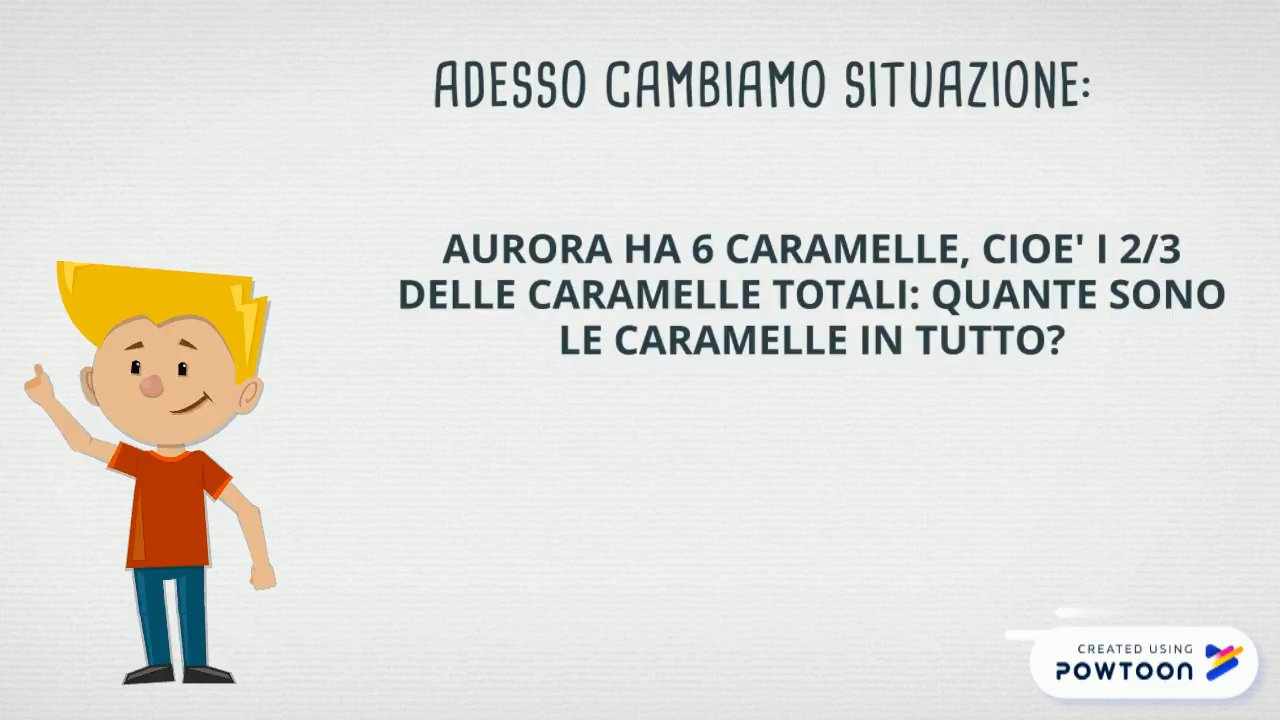 ADESSO CAMBIAMO SITUAZIONE:
AURORA HA 6 CARAMELLE, CIOE' I 2/3
DELLE CARAMELLE TOTALI: QUANTE SONO
LE CARAMELLE IN TUTTO?
CREATED USING
POWTOON